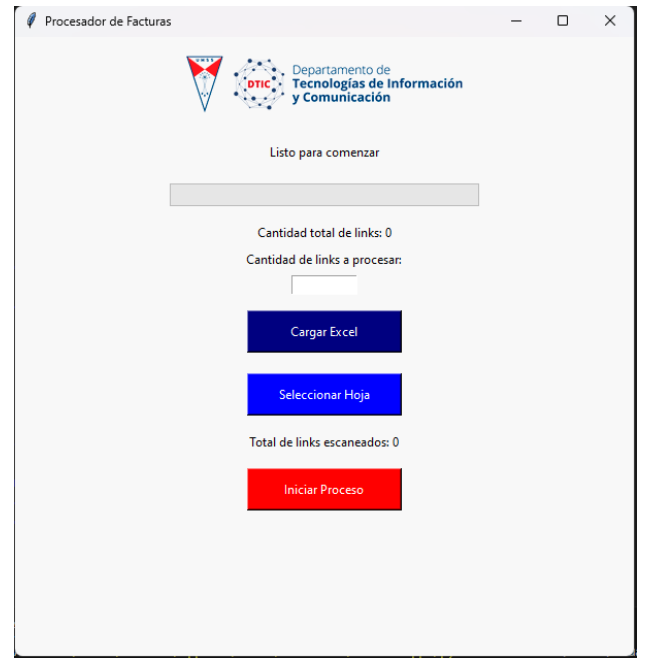 Procesador de Facturas
UMSS
DTIC
Departamento de
Tecnologías de Información
y Comunicación
Listo para comenzar
Cantidad total de links: 0
Cantidad de links a procesar:
Cargar Excel
Seleccionar Hoja
Total de links escaneados: 0
Iniciar Proceso